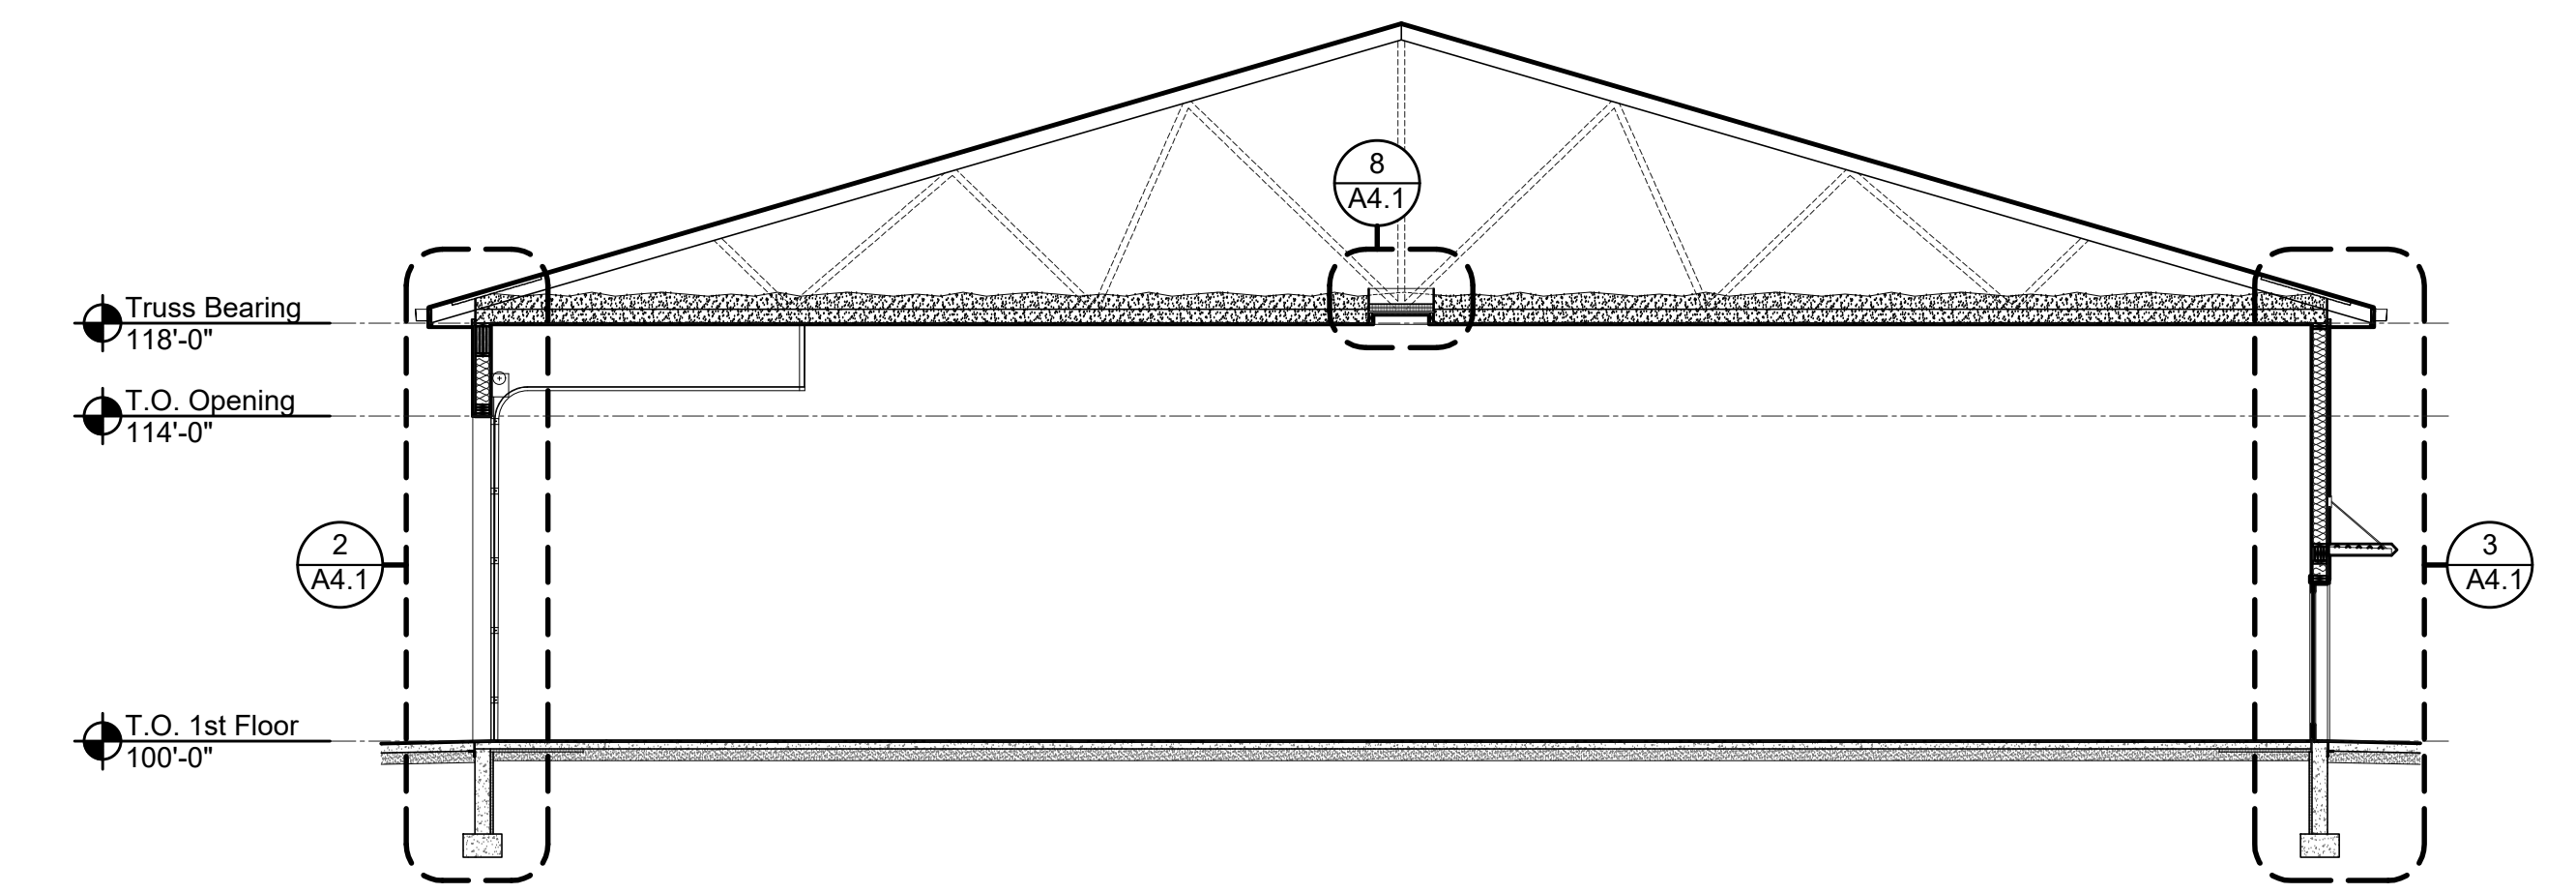 8
A4.1
Truss Bearing
118'-0"
T.O. Opening
114'-0"
2
A4.1
3
A4.1
T.O. 1st Floor
100'-0"